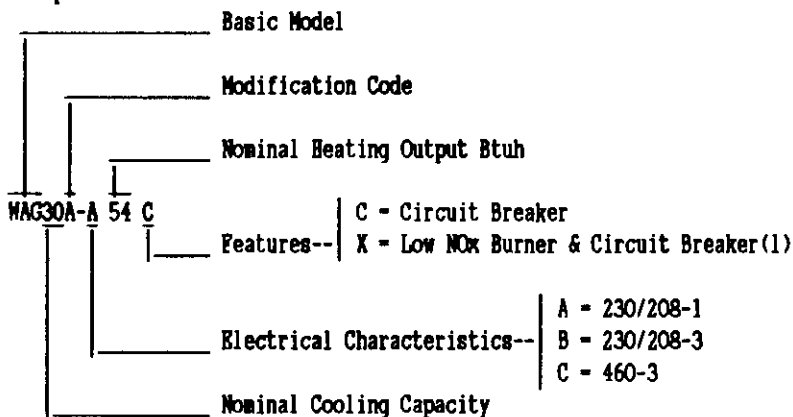 Basic Model
Modification Code
Nominal Heating Output Btuh
WAG30A-A 54 C
C = Circuit Breaker
Features--
X = Low NOx Burner & Circuit Breaker(1)
A = 230/208-1
Electrical Characteristics--
B = 230/208-3
C = 460-3
Nominal Cooling Capacity